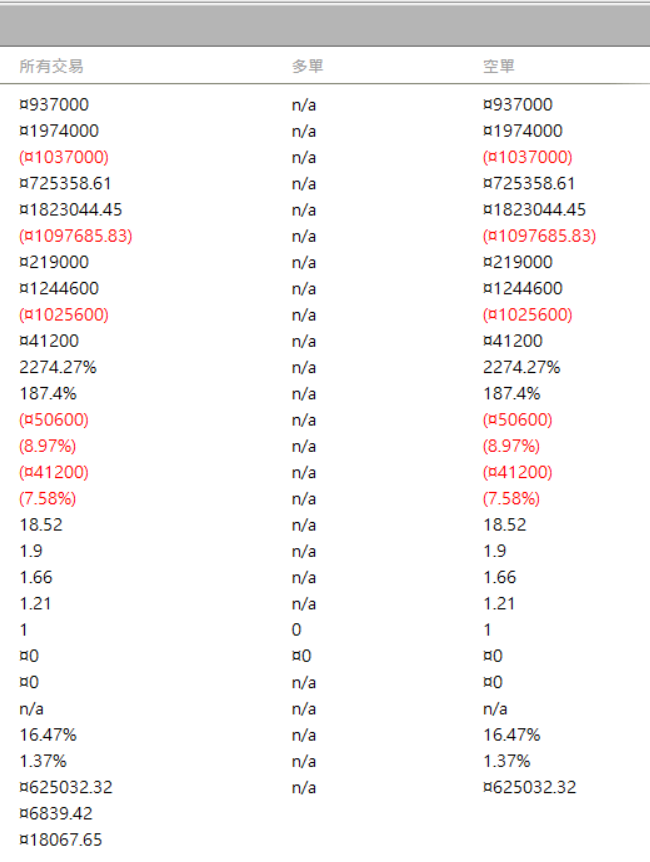 所有交易 多單 空單
¤937000 n/a ¤937000
¤1974000 n/a ¤1974000
(¤1037000) n/a (¤1037000)
¤725358.61 n/a ¤725358.61
¤1823044.45 n/a ¤1823044.45
(¤1097685.83) n/a (¤1097685.83)
¤219000 n/a ¤219000
¤1244600 n/a ¤1244600
(¤1025600) n/a (¤1025600)
¤41200 n/a ¤41200
2274.27% n/a 2274.27%
187.4% n/a 187.4%
(¤50600) n/a (¤50600)
(8.97%) n/a (8.97%)
(¤41200) n/a (¤41200)
(7.58%) n/a (7.58%)
18.52 n/a 18.52
1.9 n/a 1.9
1.66 n/a 1.66
1.21 n/a 1.21
1 0 1
¤0 ¤0 ¤0
¤0 n/a ¤0
n/a n/a n/a
16.47% n/a 16.47%
1.37% n/a 1.37%
¤625032.32 n/a ¤625032.32
¤6839.42
¤18067.65